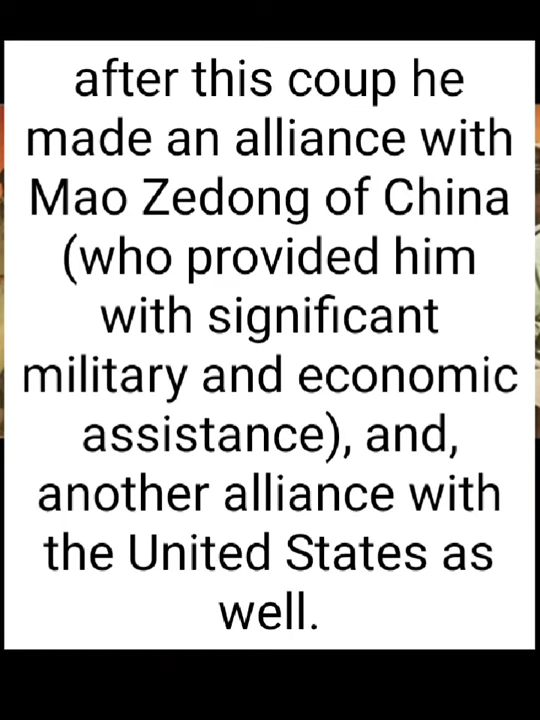 after this coup he
made an alliance with
Mao Zedong of China
(who provided him
with significant
military and economic
assistance), and,
another alliance with
the United States as
well.